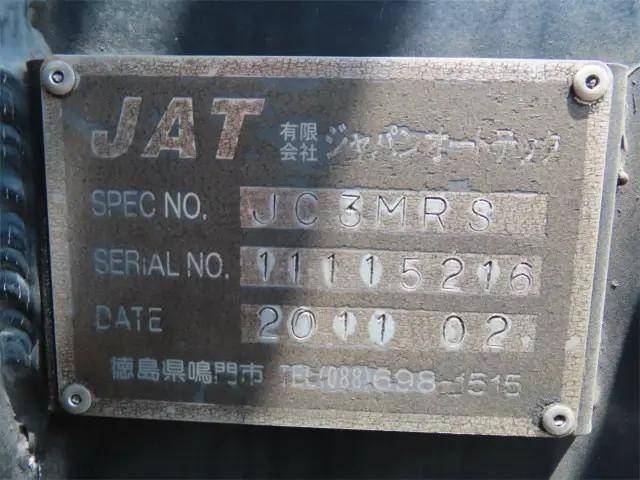 JAT 有限会社 ジャパンオートテック
SPEC NO. JC3MRS
SERiAL NO. 11115216
DATE 2011 02
徳島県鳴門市 TEL(088)698-1515